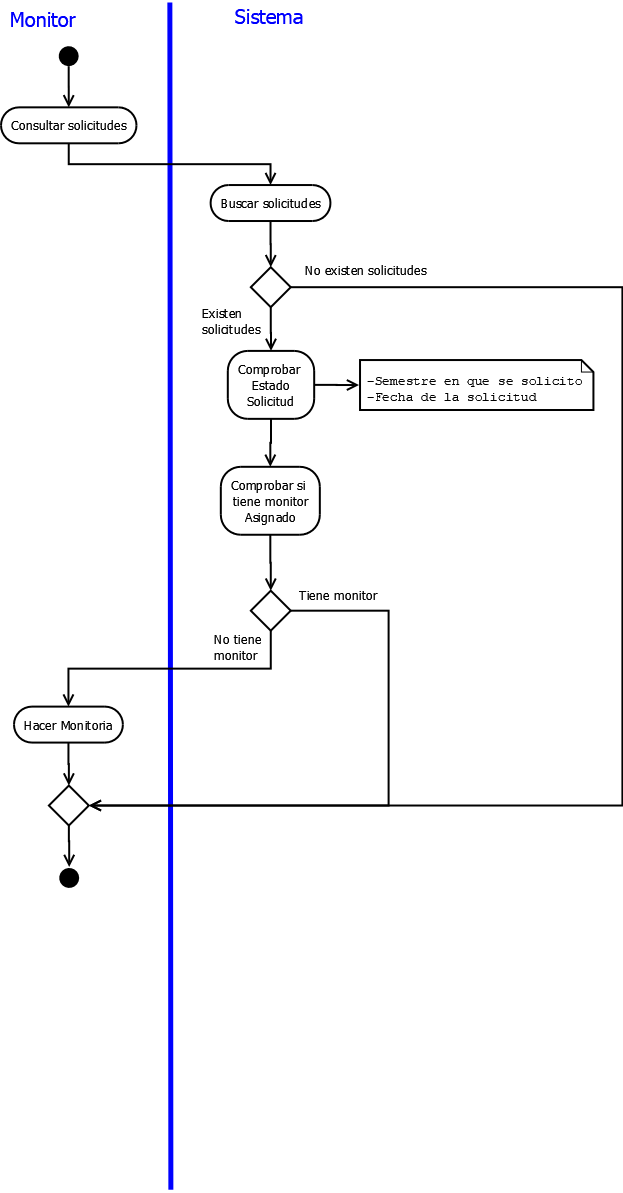 Monitor
Sistema
Consultar solicitudes
Buscar solicitudes
No existen solicitudes
Existen
solicitudes
Comprobar
Estado
Solicitud
-Semestre en que se solicito
-Fecha de la solicitud
Comprobar si
tiene monitor
Asignado
Tiene monitor
No tiene
monitor
Hacer Monitoria